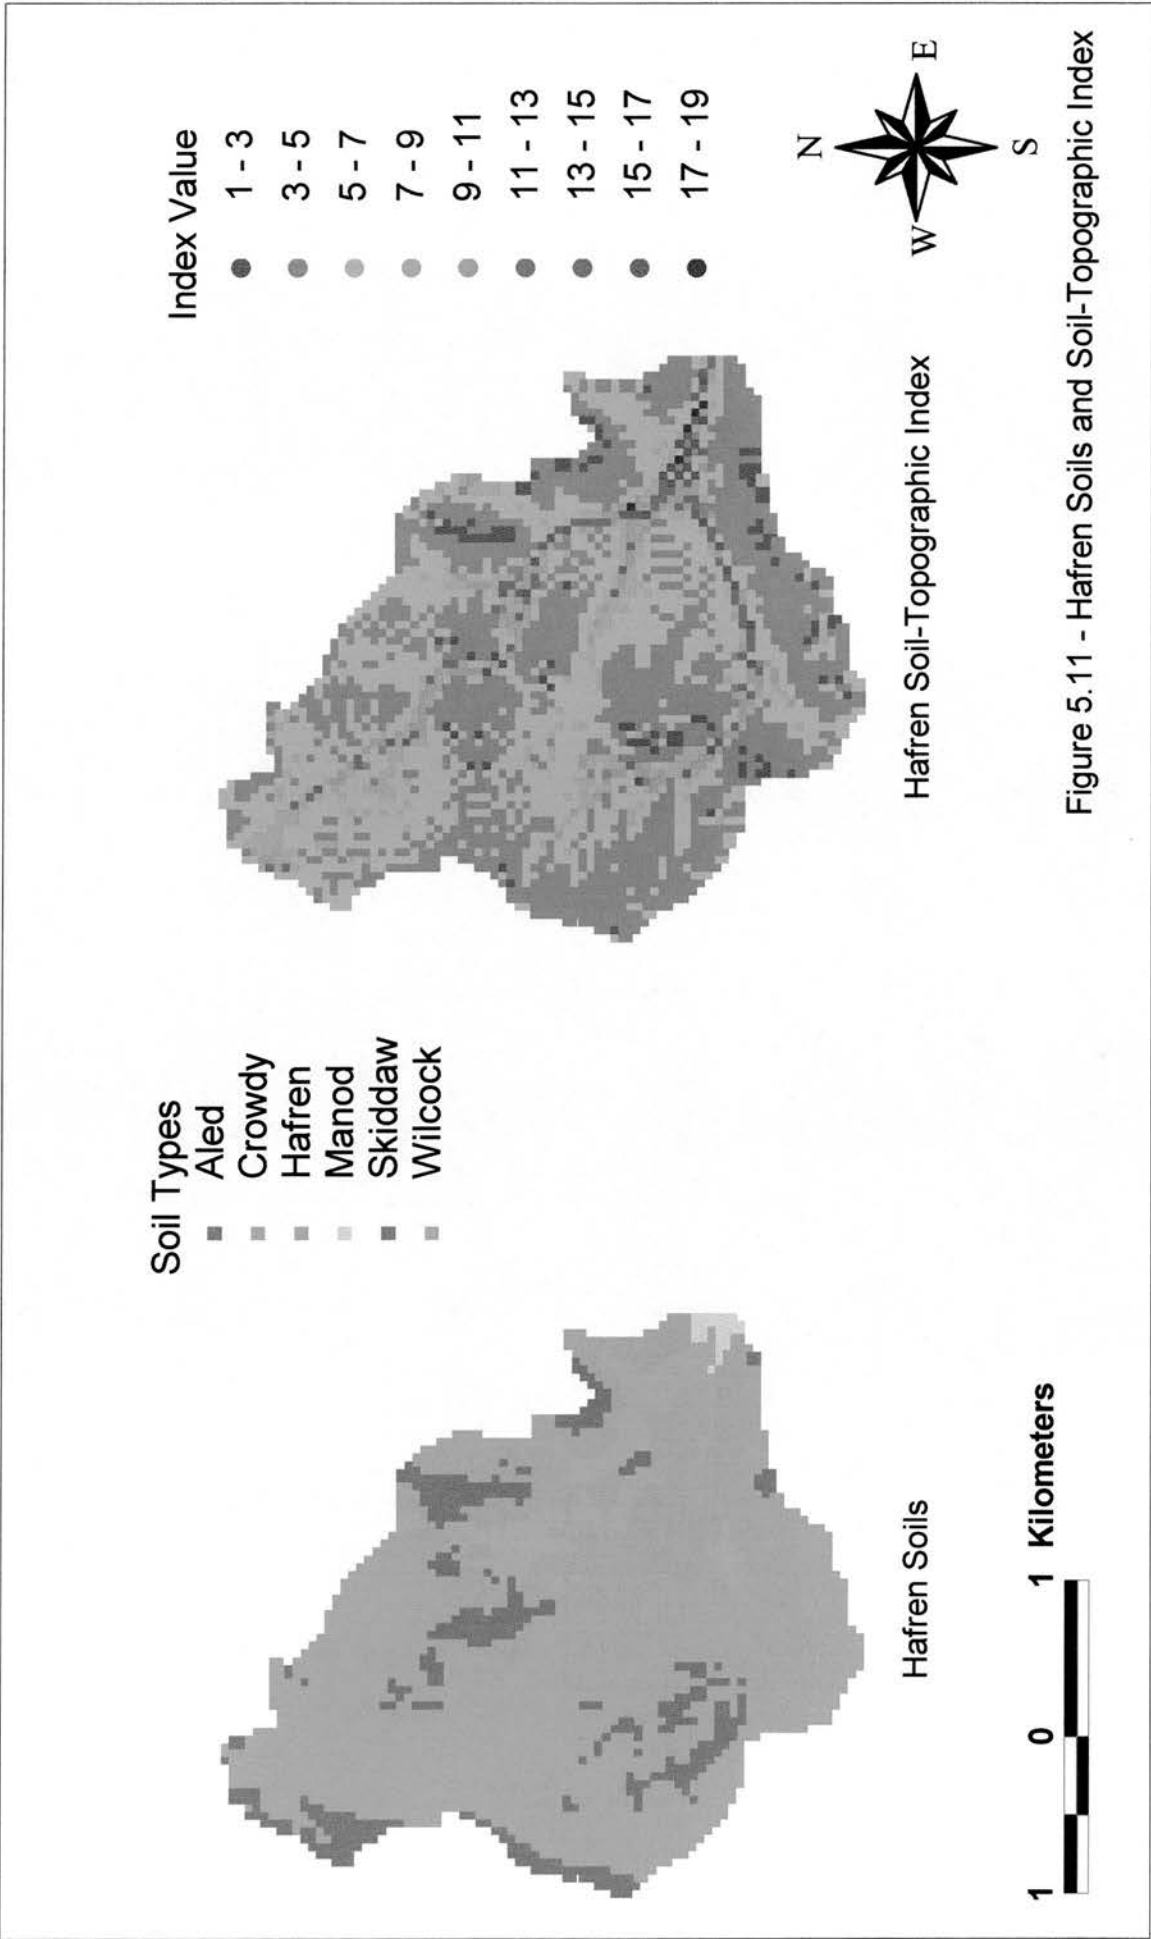 Soil Types
Aled
Crowdy
Hafren
Manod
Skiddaw
Wilcock
Hafren Soils
1 0 1 Kilometers
Index Value
1 - 3
3 - 5
5 - 7
7 - 9
9 - 11
11 - 13
13 - 15
15 - 17
17 - 19
Hafren Soil-Topographic Index
N
W E
S
Figure 5.11 - Hafren Soils and Soil-Topographic Index